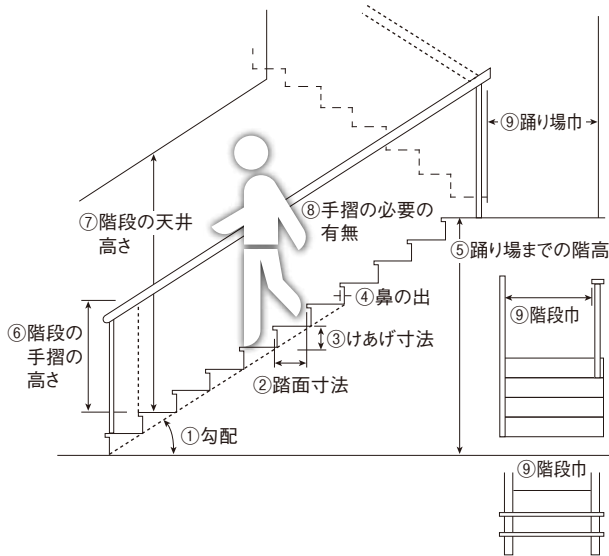 ⑨踊り場巾
⑦階段の天井
高さ
⑧手摺の必要の
有無
⑤踊り場までの階高
④鼻の出
⑨階段巾
⑥階段の
手摺の
高さ
③けあげ寸法
②踏面寸法
①勾配
⑨階段巾